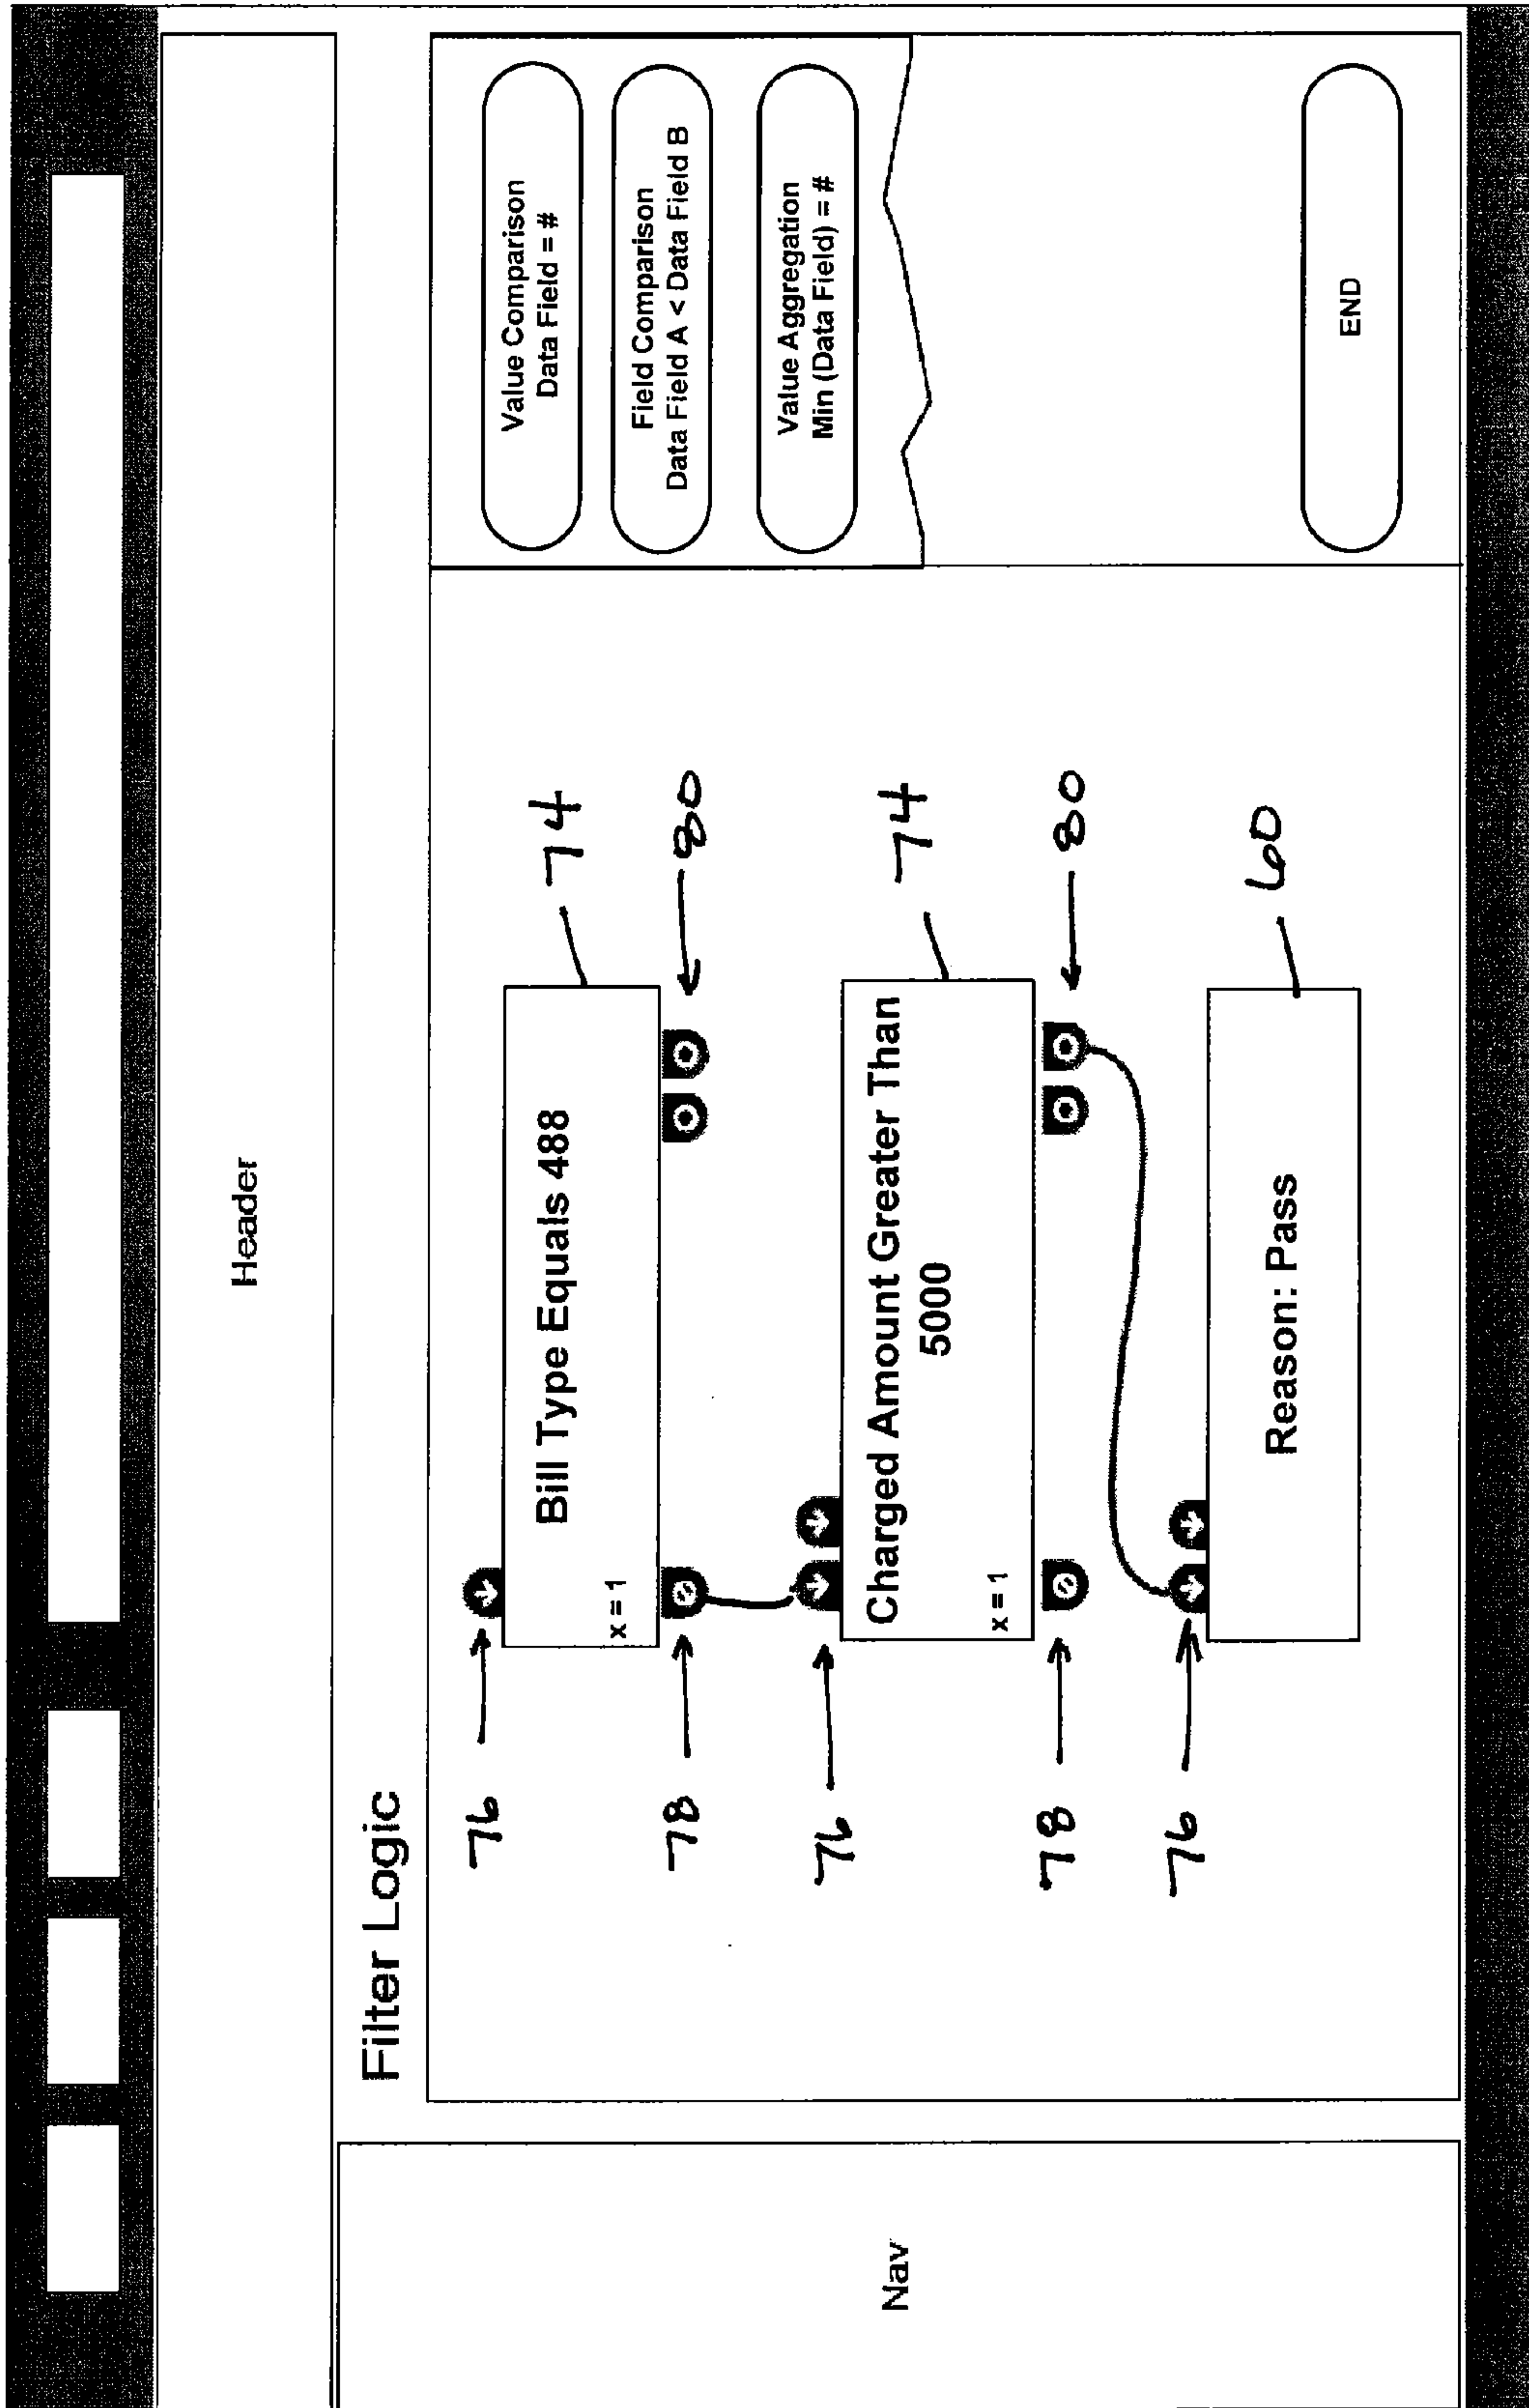 Header
Nav
Filter Logic
76
Bill Type Equals 488
x = 1
74
78
80
76
Charged Amount Greater Than
5000
x = 1
74
78
80
76
Reason: Pass
60
Value Comparison
Data Field = #
Field Comparison
Data Field A < Data Field B
Value Aggregation
Min (Data Field) = #
END